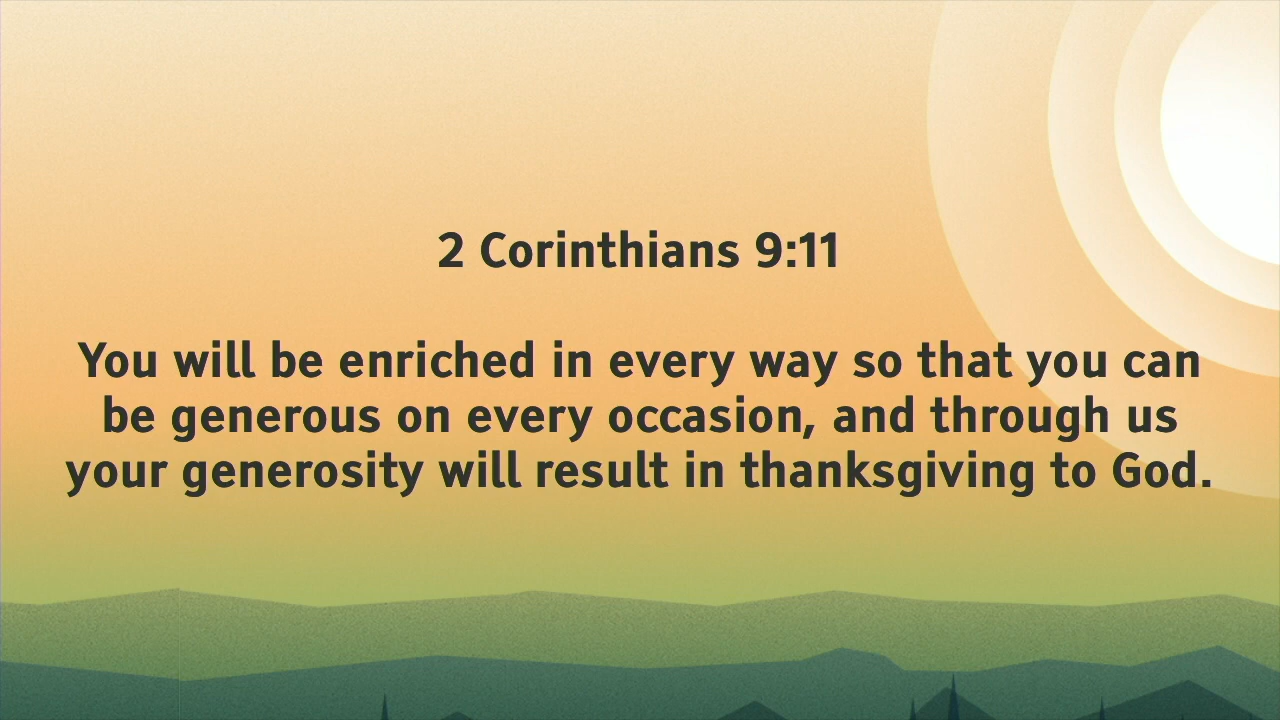 2 Corinthians 9:11
You will be enriched in every way so that you can
be generous on every occasion, and through us
your generosity will result in thanksgiving to God.